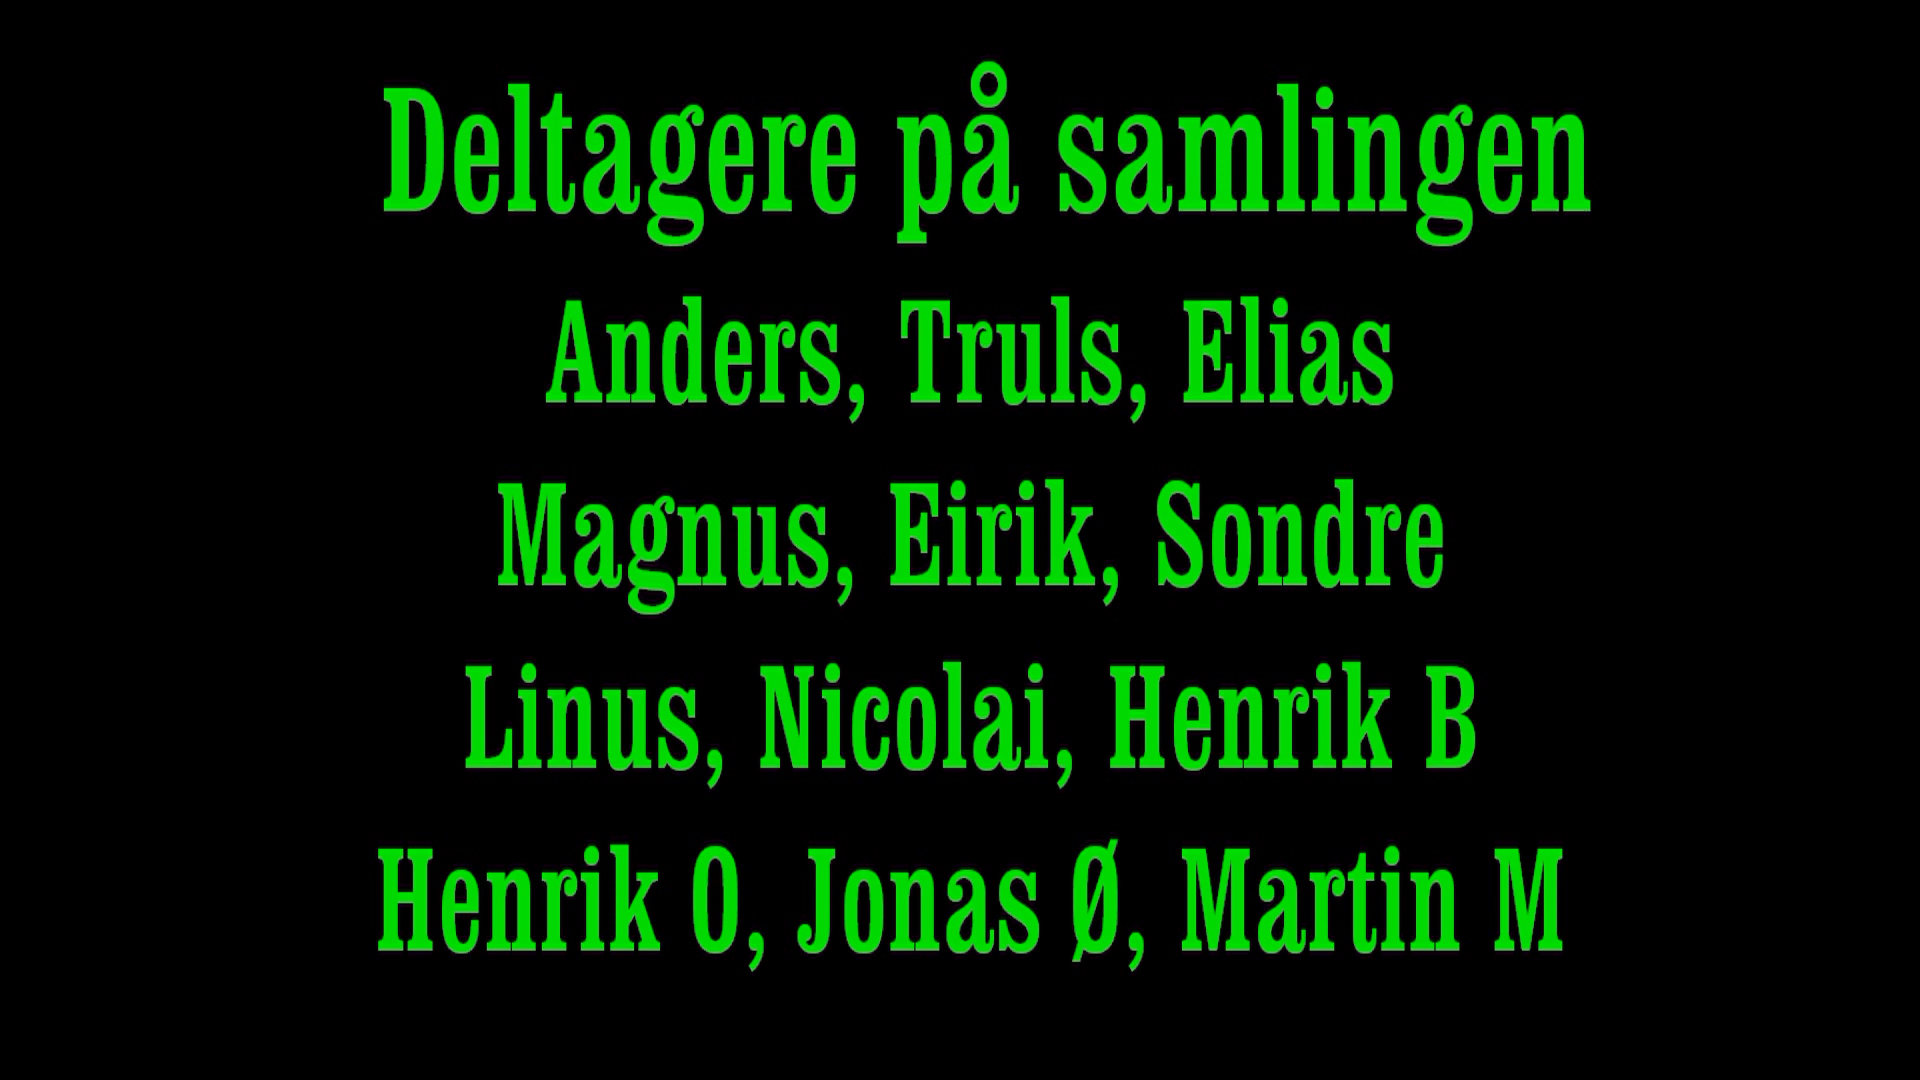 Deltagere på samlingen
Anders, Truls, Elias
Magnus, Eirik, Sondre
Linus, Nicolai, Henrik B
Henrik O, Jonas Ø, Martin M